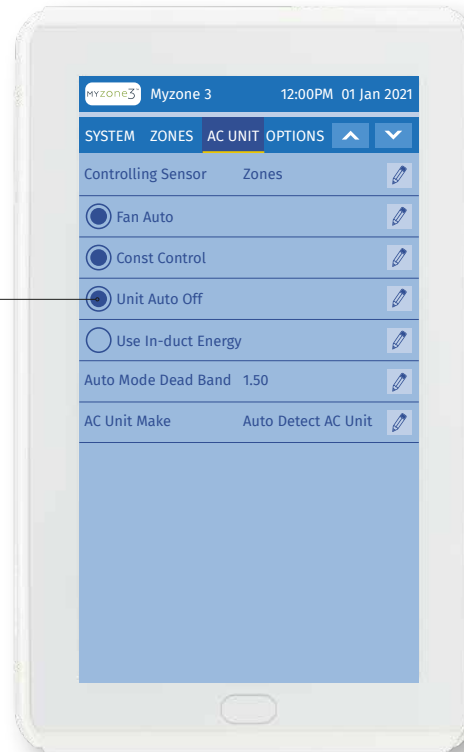 MYzone3 Myzone 3 12:00PM 01 Jan 2021
SYSTEM ZONES AC UNIT OPTIONS
Controlling Sensor Zones
Fan Auto
Const Control
Unit Auto Off
Use In-duct Energy
Auto Mode Dead Band 1.50
AC Unit Make Auto Detect AC Unit